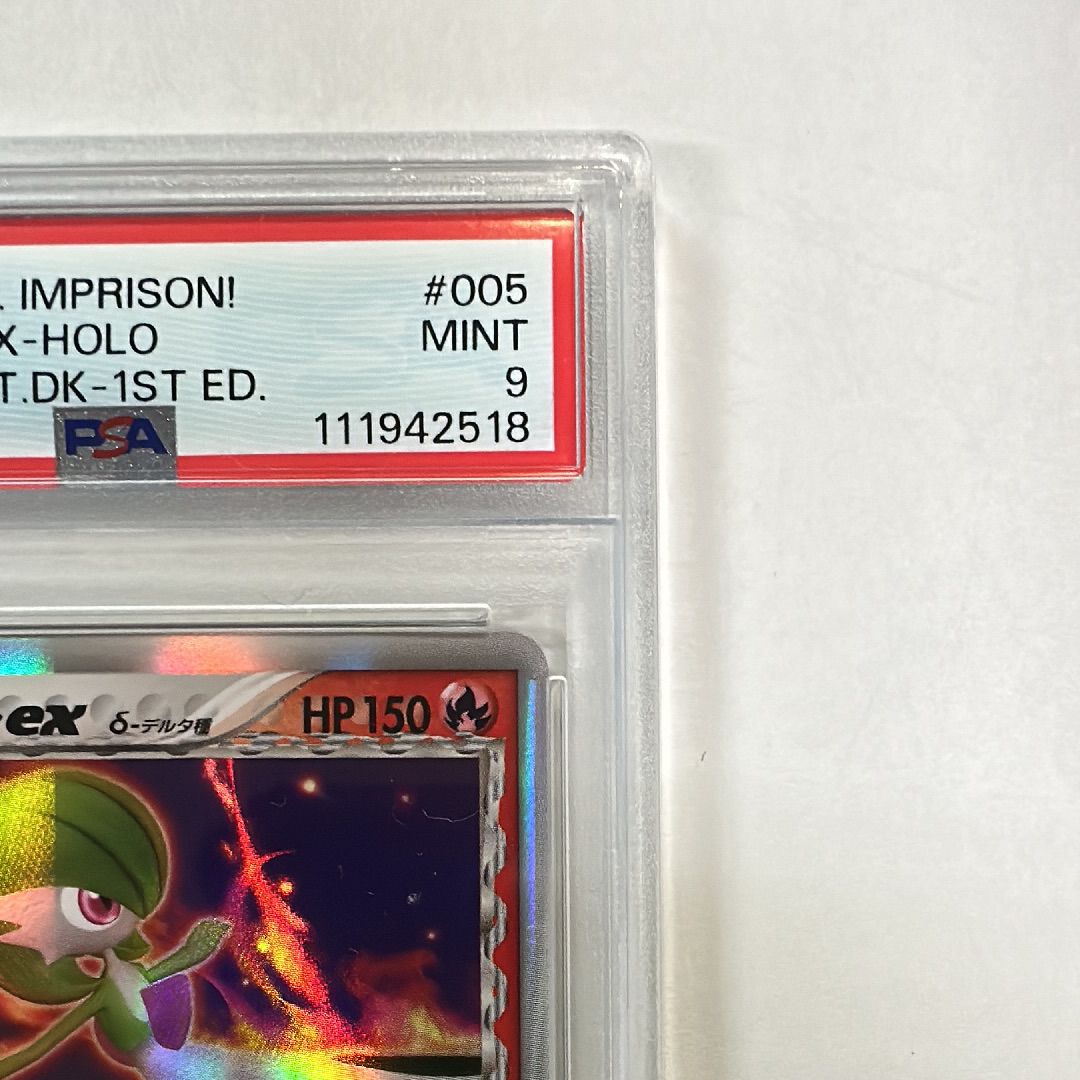 IMPRISON! #005
X-HOLO MINT
T.DK-1ST ED. 9
PSA 111942518
ex δ-デルタ種 HP 150